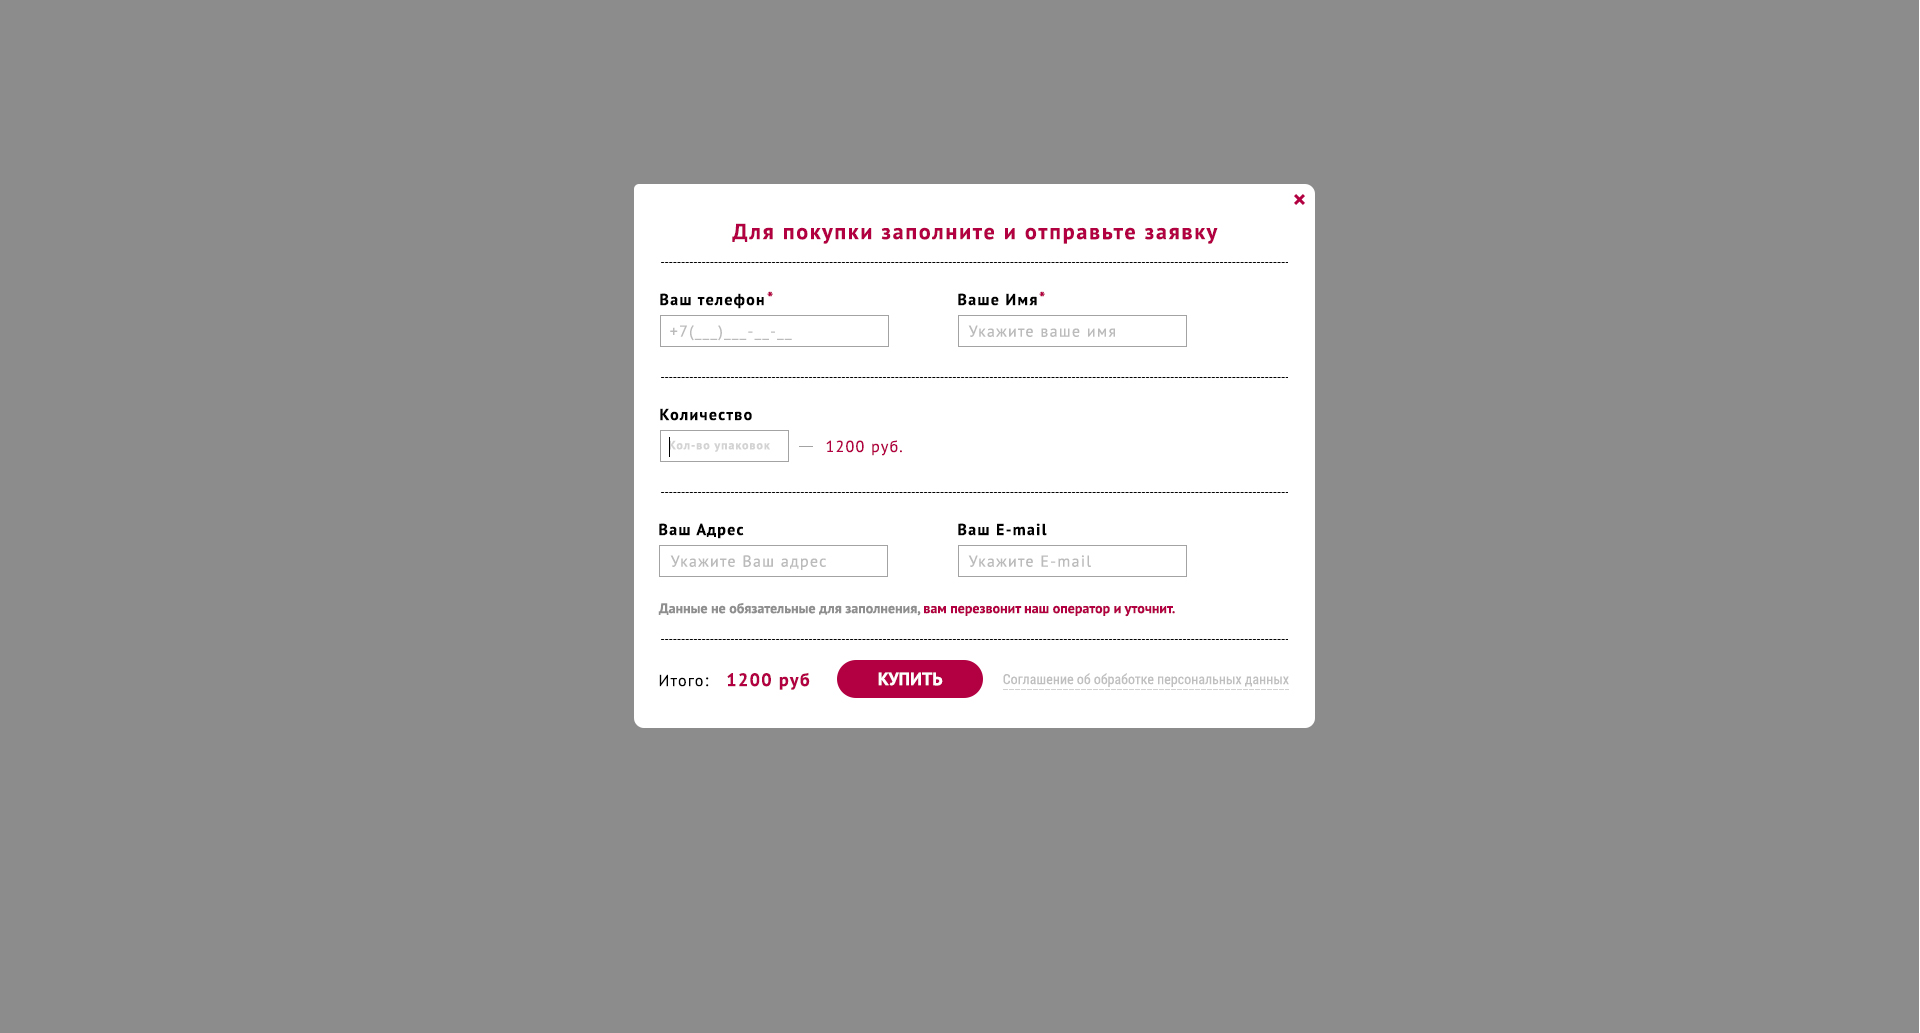 Для покупки заполните и отправьте заявку
Ваш телефон* Ваше Имя*
+7(___)___-__-__ Укажите ваше имя
Количество
Кол-во упаковок — 1200 руб.
Ваш Адрес Ваш E-mail
Укажите Ваш адрес Укажите E-mail
Данные не обязательные для заполнения, вам перезвонит наш оператор и уточнит.
Итого: 1200 руб КУПИТЬ Соглашение об обработке персональных данных